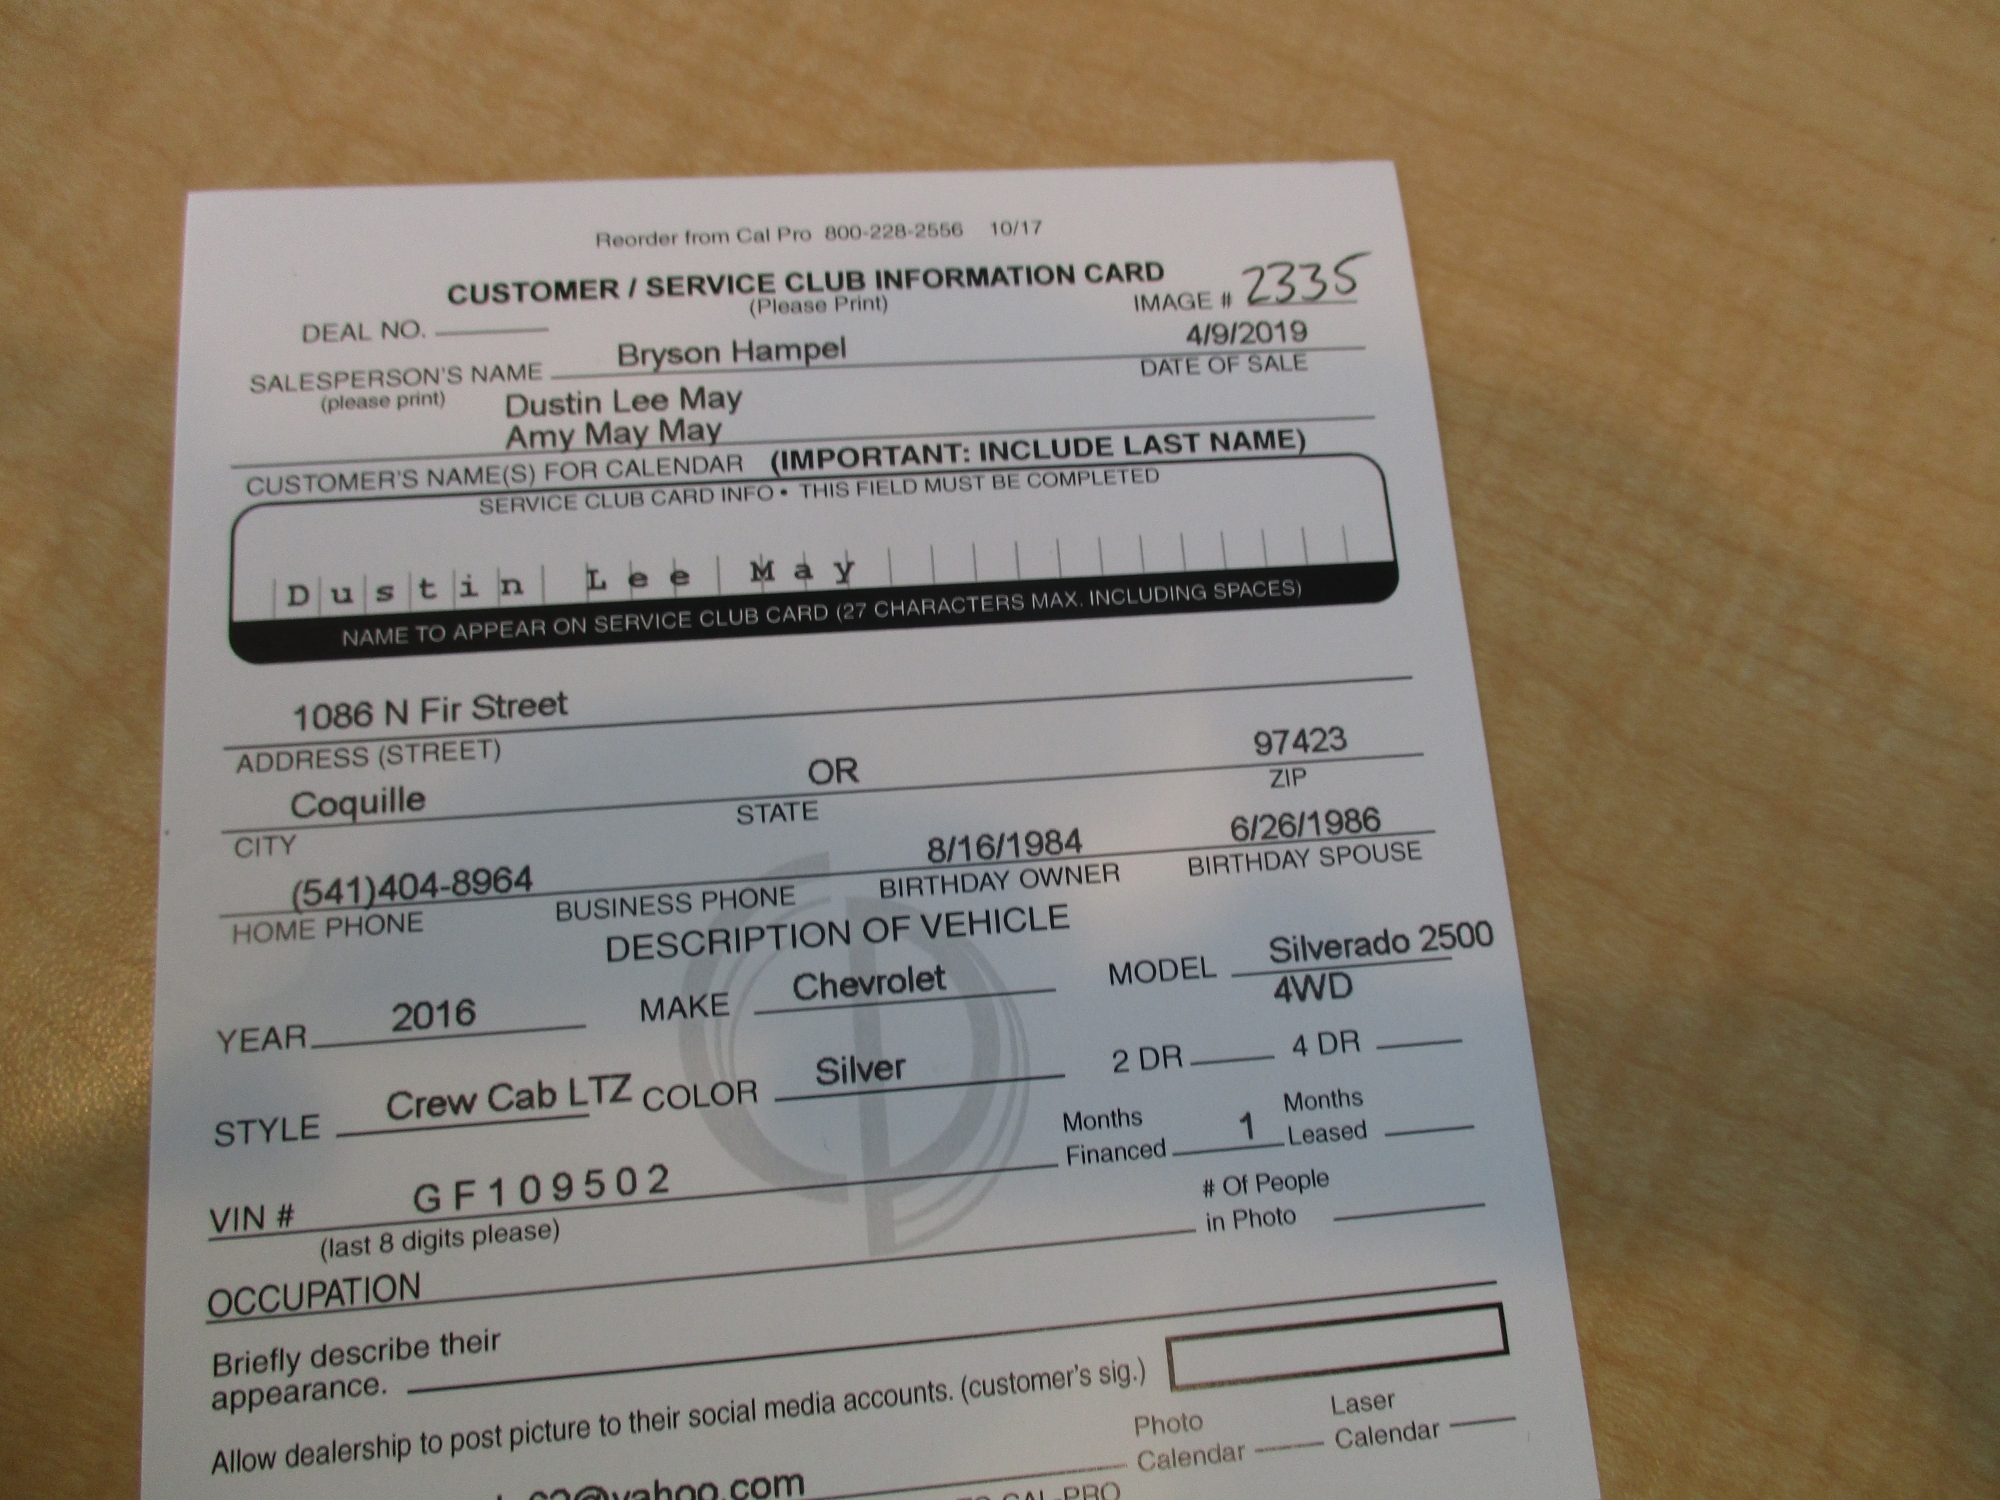 Reorder from Cal Pro 800-228-2556 10/17
CUSTOMER / SERVICE CLUB INFORMATION CARD
(Please Print)
IMAGE # 2335
DEAL NO.
Bryson Hampel 4/9/2019
SALESPERSON'S NAME DATE OF SALE
(please print)
Dustin Lee May
Amy May May
CUSTOMER'S NAME(S) FOR CALENDAR (IMPORTANT: INCLUDE LAST NAME)
SERVICE CLUB CARD INFO • THIS FIELD MUST BE COMPLETED
Dustin Lee May
NAME TO APPEAR ON SERVICE CLUB CARD (27 CHARACTERS MAX. INCLUDING SPACES)
1086 N Fir Street
ADDRESS (STREET)
Coquille OR 97423
CITY STATE ZIP
(541)404-8964 8/16/1984 6/26/1986
HOME PHONE BUSINESS PHONE BIRTHDAY OWNER BIRTHDAY SPOUSE
DESCRIPTION OF VEHICLE
YEAR 2016 MAKE Chevrolet MODEL Silverado 2500
4WD
STYLE Crew Cab LTZ COLOR Silver 2 DR 4 DR
Months Financed 1 Months Leased
VIN # GF109502
(last 8 digits please)
# Of People in Photo
OCCUPATION
Briefly describe their
appearance.
Allow dealership to post picture to their social media accounts. (customer's sig.)
Photo Calendar Laser Calendar
@yahoo.com
CAL-PRO